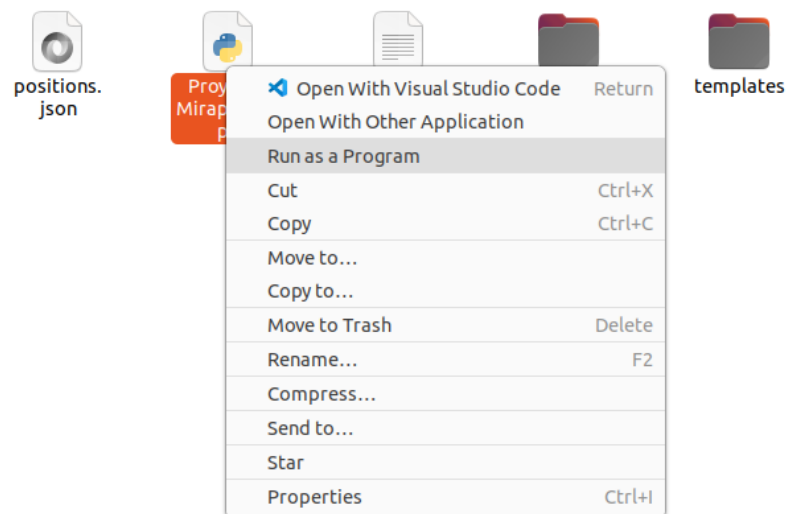 positions.
json
Proy
Mirap
p
templates
Open With Visual Studio Code Return
Open With Other Application
Run as a Program
Cut Ctrl+X
Copy Ctrl+C
Move to...
Copy to...
Move to Trash Delete
Rename... F2
Compress...
Send to...
Star
Properties Ctrl+I